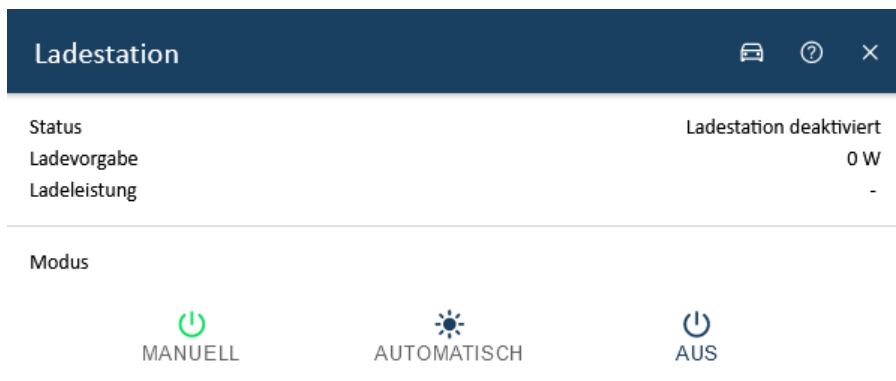 Ladestation
Status Ladestation deaktiviert
Ladevorgabe 0 W
Ladeleistung -
Modus
MANUELL AUTOMATISCH AUS